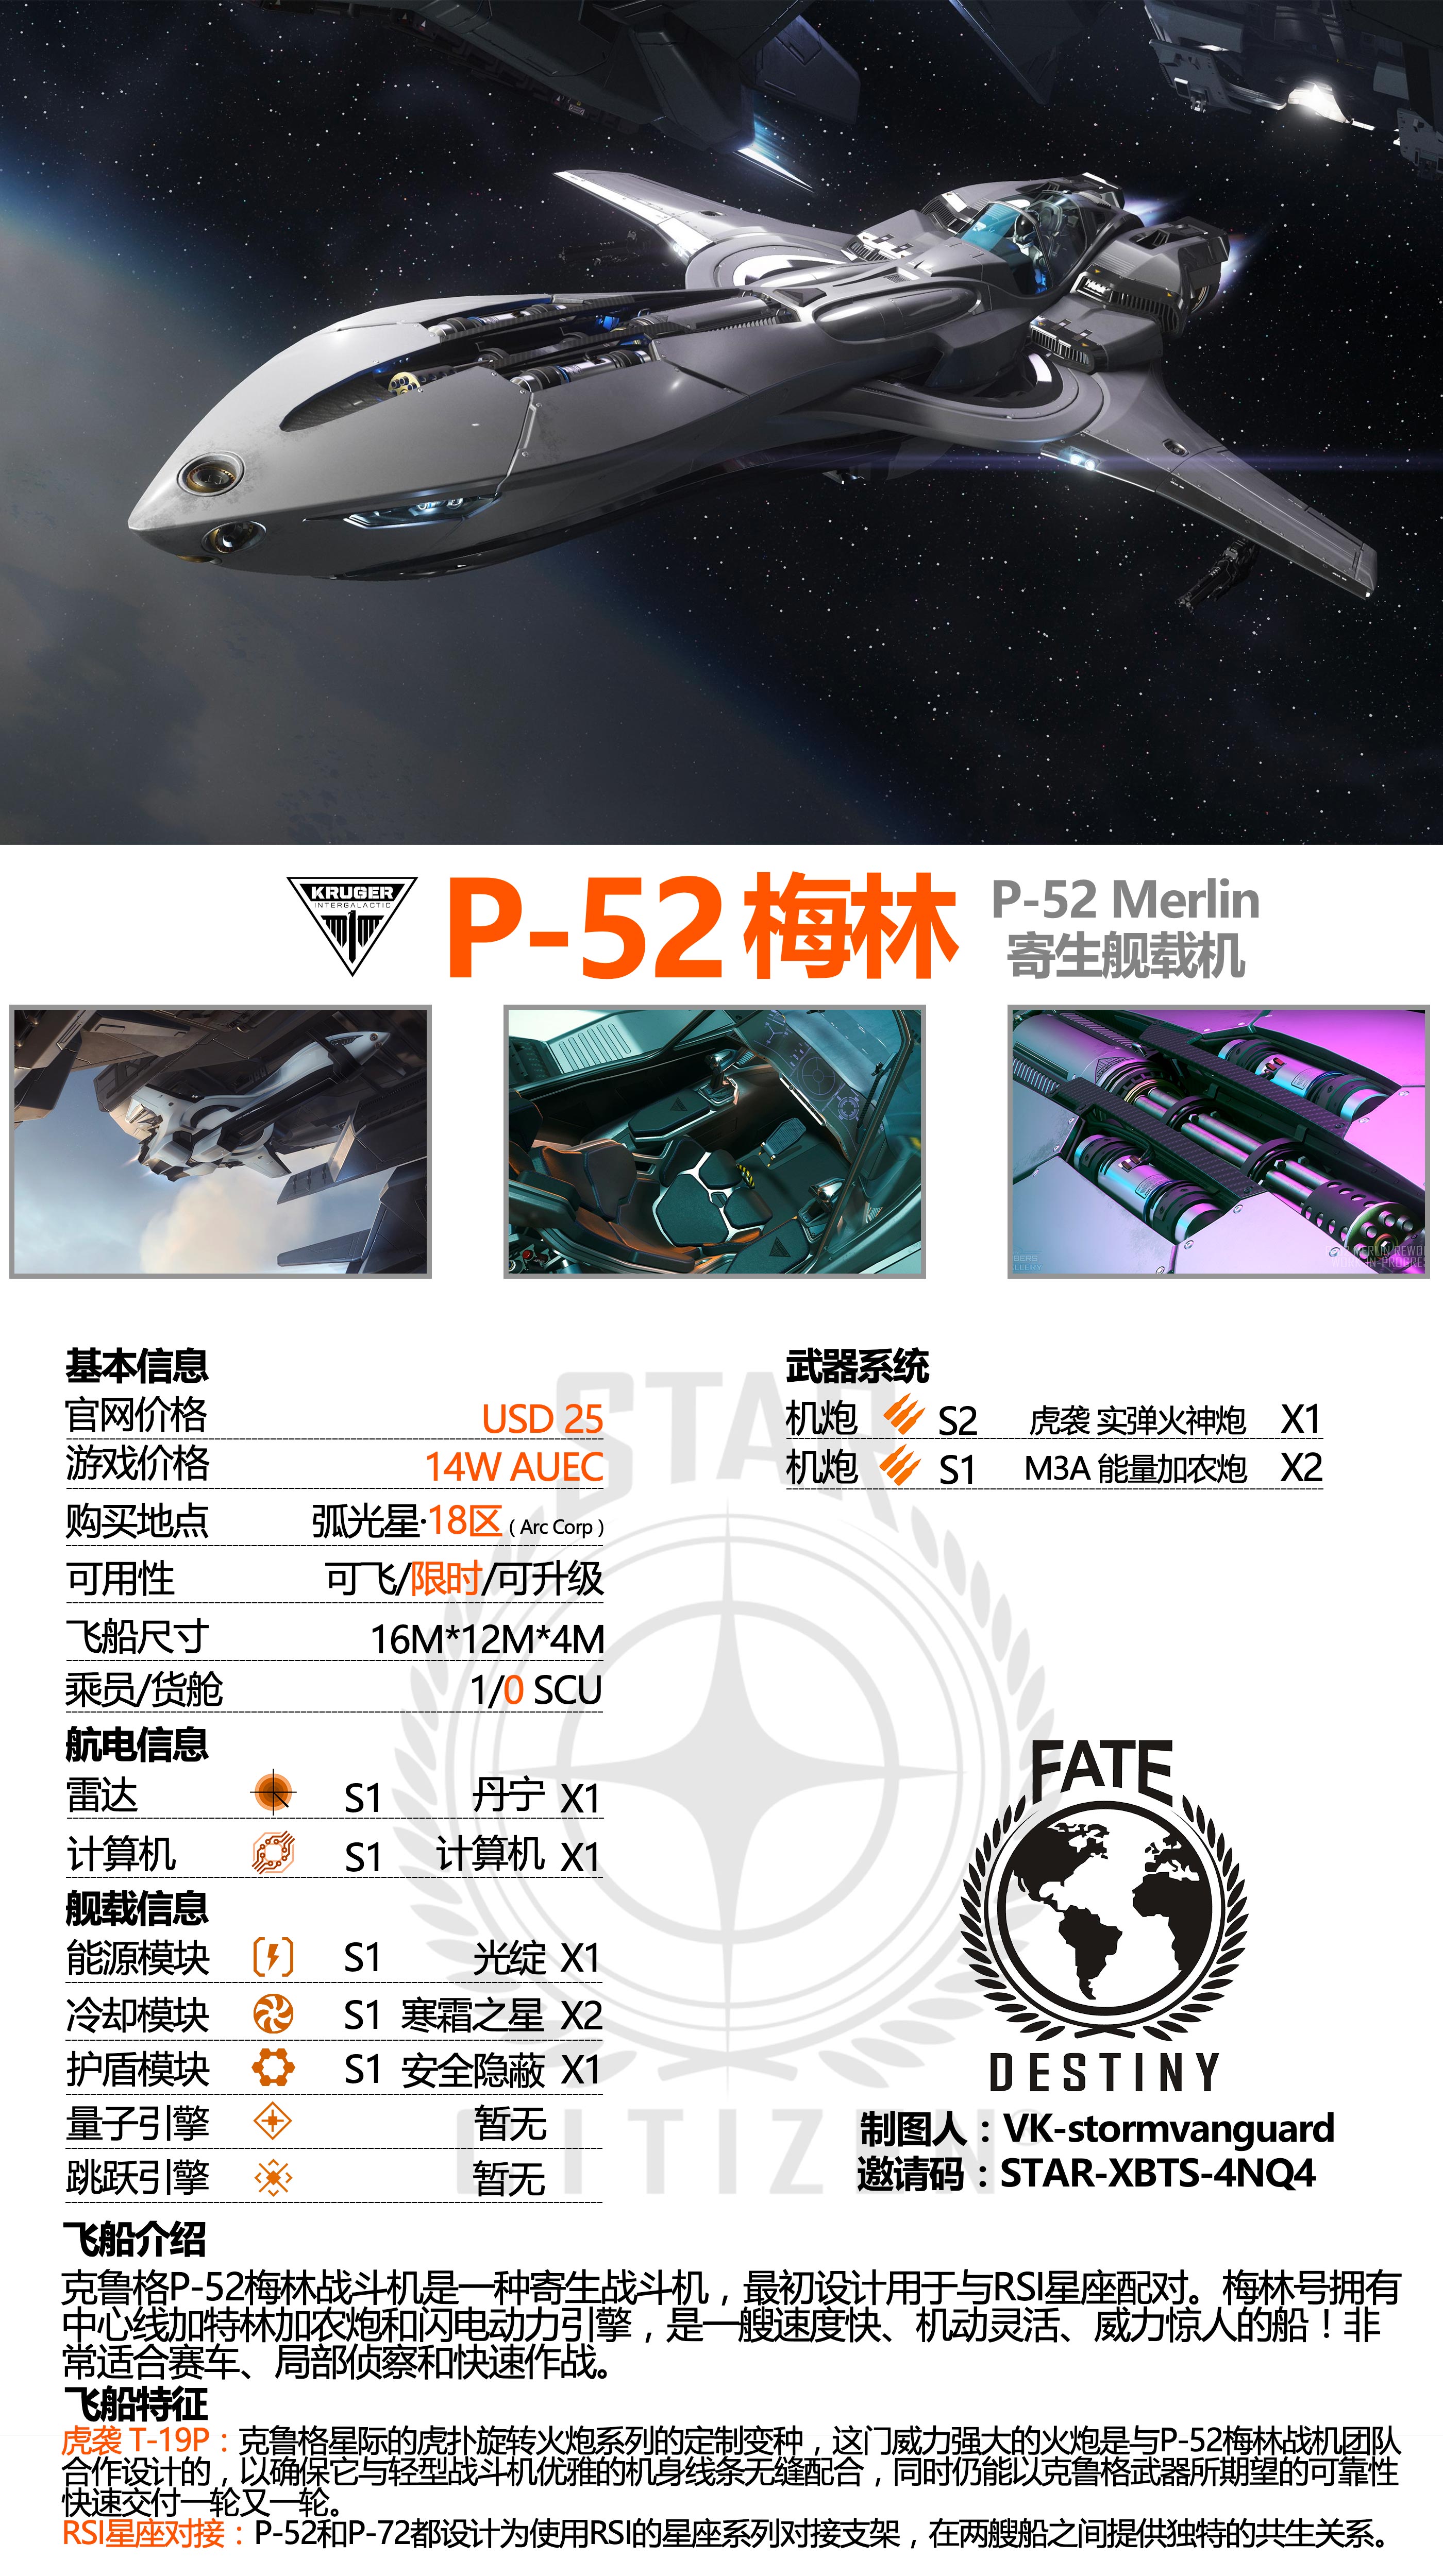 KRUGER
INTERGALACTIC
P-52 梅林
P-52 Merlin
寄生舰载机
基本信息
官网价格 USD 25
游戏价格 14W AUEC
购买地点 弧光星·18区 ( Arc Corp )
可用性 可飞/限时/可升级
飞船尺寸 16M*12M*4M
乘员/货舱 1/0 SCU
航电信息
雷达 S1 丹宁 X1
计算机 S1 计算机 X1
舰载信息
能源模块 S1 光绽 X1
冷却模块 S1 寒霜之星 X2
护盾模块 S1 安全隐蔽 X1
量子引擎 暂无
跳跃引擎 暂无
武器系统
机炮 S2 虎袭 实弹火神炮 X1
机炮 S1 M3A 能量加农炮 X2
STAR
CITIZEN
FATE
DESTINY
制图人：VK-stormvanguard
邀请码：STAR-XBTS-4NQ4
飞船介绍
克鲁格P-52梅林战斗机是一种寄生战斗机，最初设计用于与RSI星座配对。梅林号拥有
中心线加特林加农炮和闪电动力引擎，是一艘速度快、机动灵活、威力惊人的船！非
常适合赛车、局部侦察和快速作战。
飞船特征
虎袭 T-19P：克鲁格星际的虎扑旋转火炮系列的定制变种，这门威力强大的火炮是与P-52梅林战机团队
合作设计的，以确保它与轻型战斗机优雅的机身线条无缝配合，同时仍能以克鲁格武器所期望的可靠性
快速交付一轮又一轮。
RSI星座对接：P-52和P-72都设计为使用RSI的星座系列对接支架，在两艘船之间提供独特的共生关系。